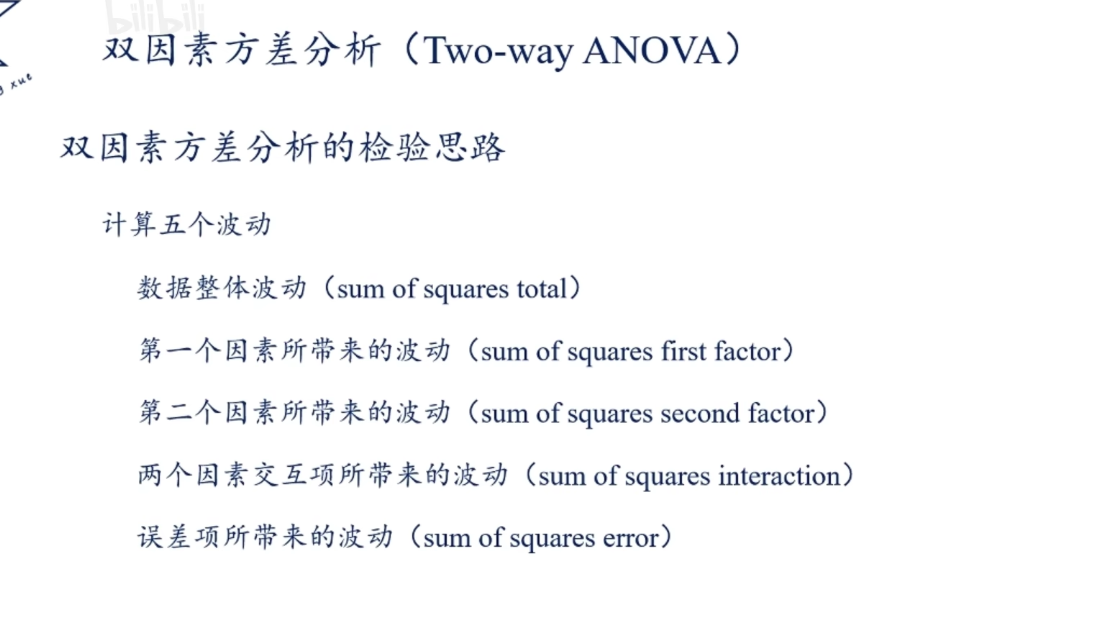 bilibili
双因素方差分析（Two-way ANOVA）
xue
双因素方差分析的检验思路
计算五个波动
数据整体波动（sum of squares total）
第一个因素所带来的波动（sum of squares first factor）
第二个因素所带来的波动（sum of squares second factor）
两个因素交互项所带来的波动（sum of squares interaction）
误差项所带来的波动（sum of squares error）